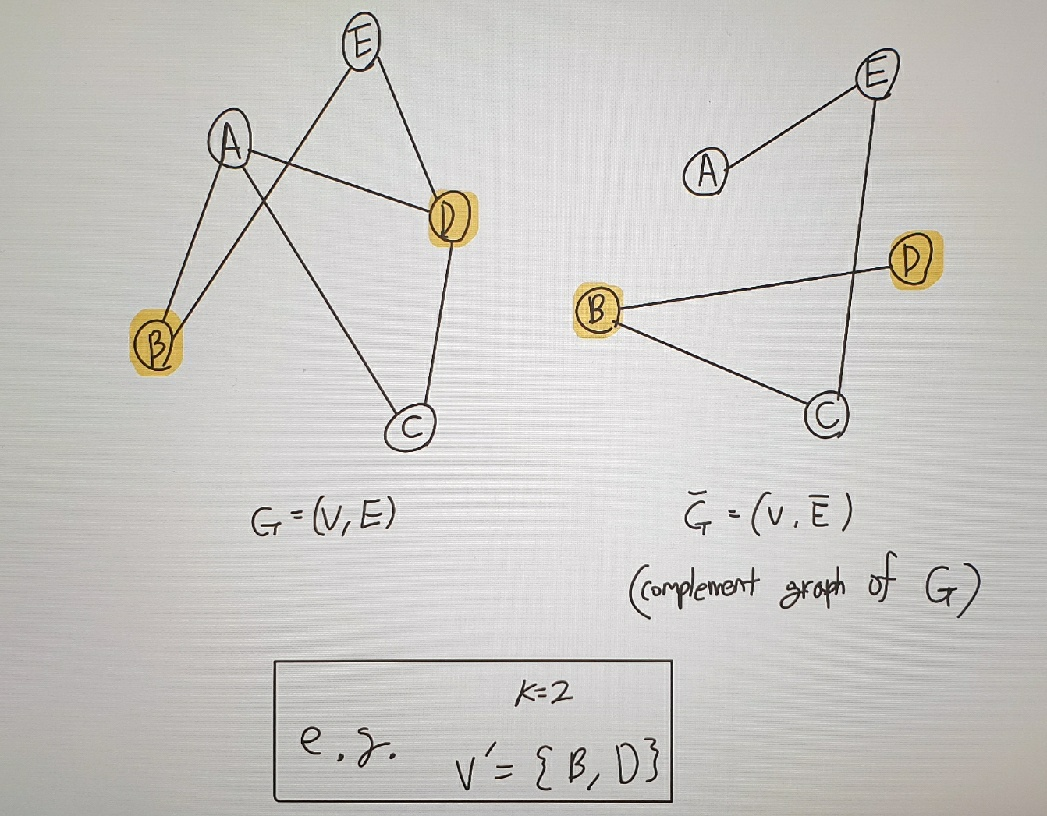 E
A
D
B
C
E
A
D
B
C
G=(V,E)
Ḡ=(V,Ē)
(complement graph of G)
K=2
e.g.
V'={B,D}